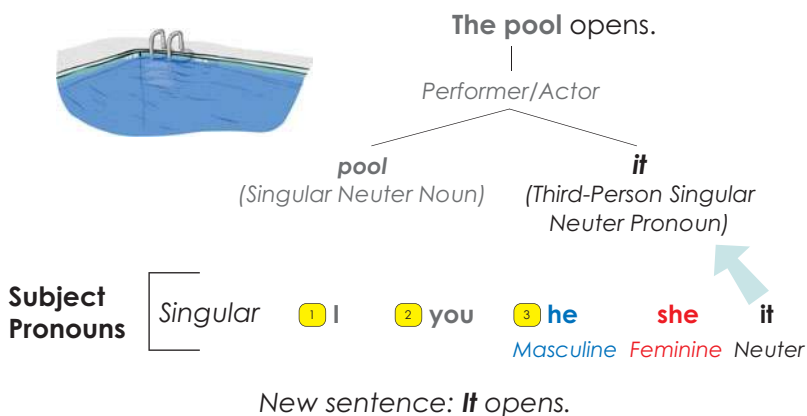 The pool opens.
Performer/Actor
pool
(Singular Neuter Noun)
it
(Third-Person Singular
Neuter Pronoun)
Subject
Pronouns
Singular
1 I
2 you
3 he
she
it
Masculine
Feminine
Neuter
New sentence: It opens.